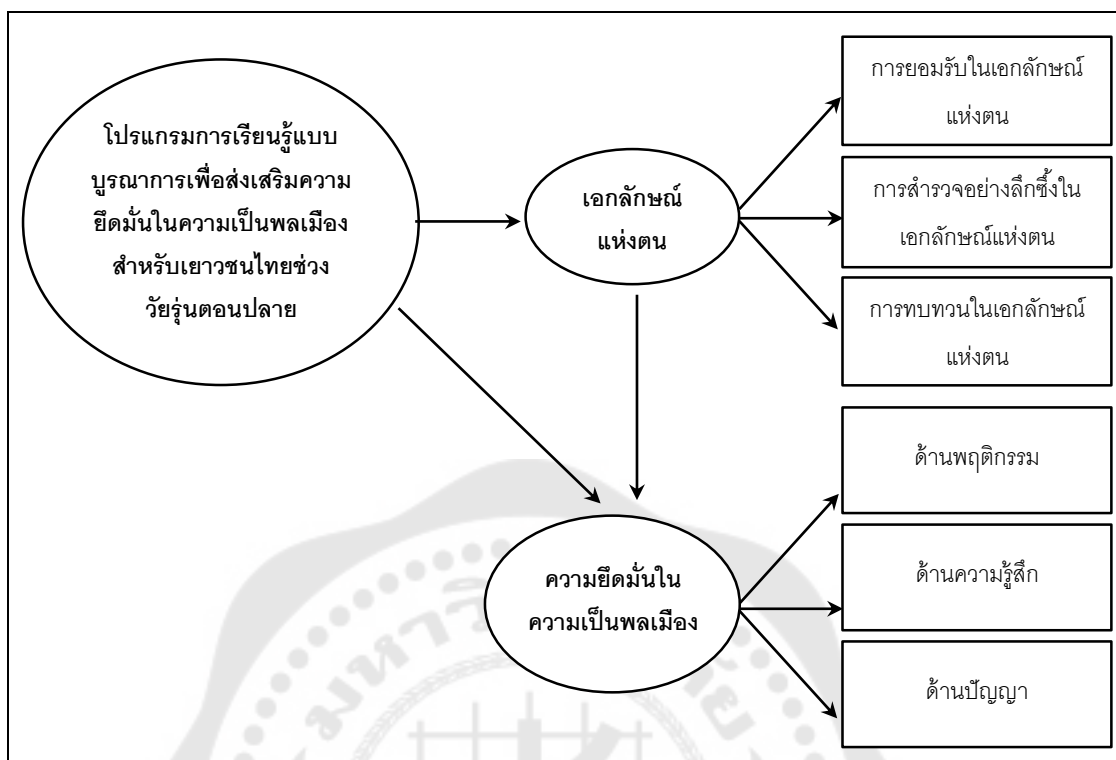 โปรแกรมการเรียนรู้แบบ
บูรณาการเพื่อส่งเสริมความ
ยึดมั่นในความเป็นพลเมือง
สำหรับเยาวชนไทยช่วง
วัยรุ่นตอนปลาย
เอกลักษณ์
แห่งตน
การยอมรับในเอกลักษณ์
แห่งตน
การสำรวจอย่างลึกซึ้งใน
เอกลักษณ์แห่งตน
การทบทวนในเอกลักษณ์
แห่งตน
ความยึดมั่นใน
ความเป็นพลเมือง
ด้านพฤติกรรม
ด้านความรู้สึก
ด้านปัญญา